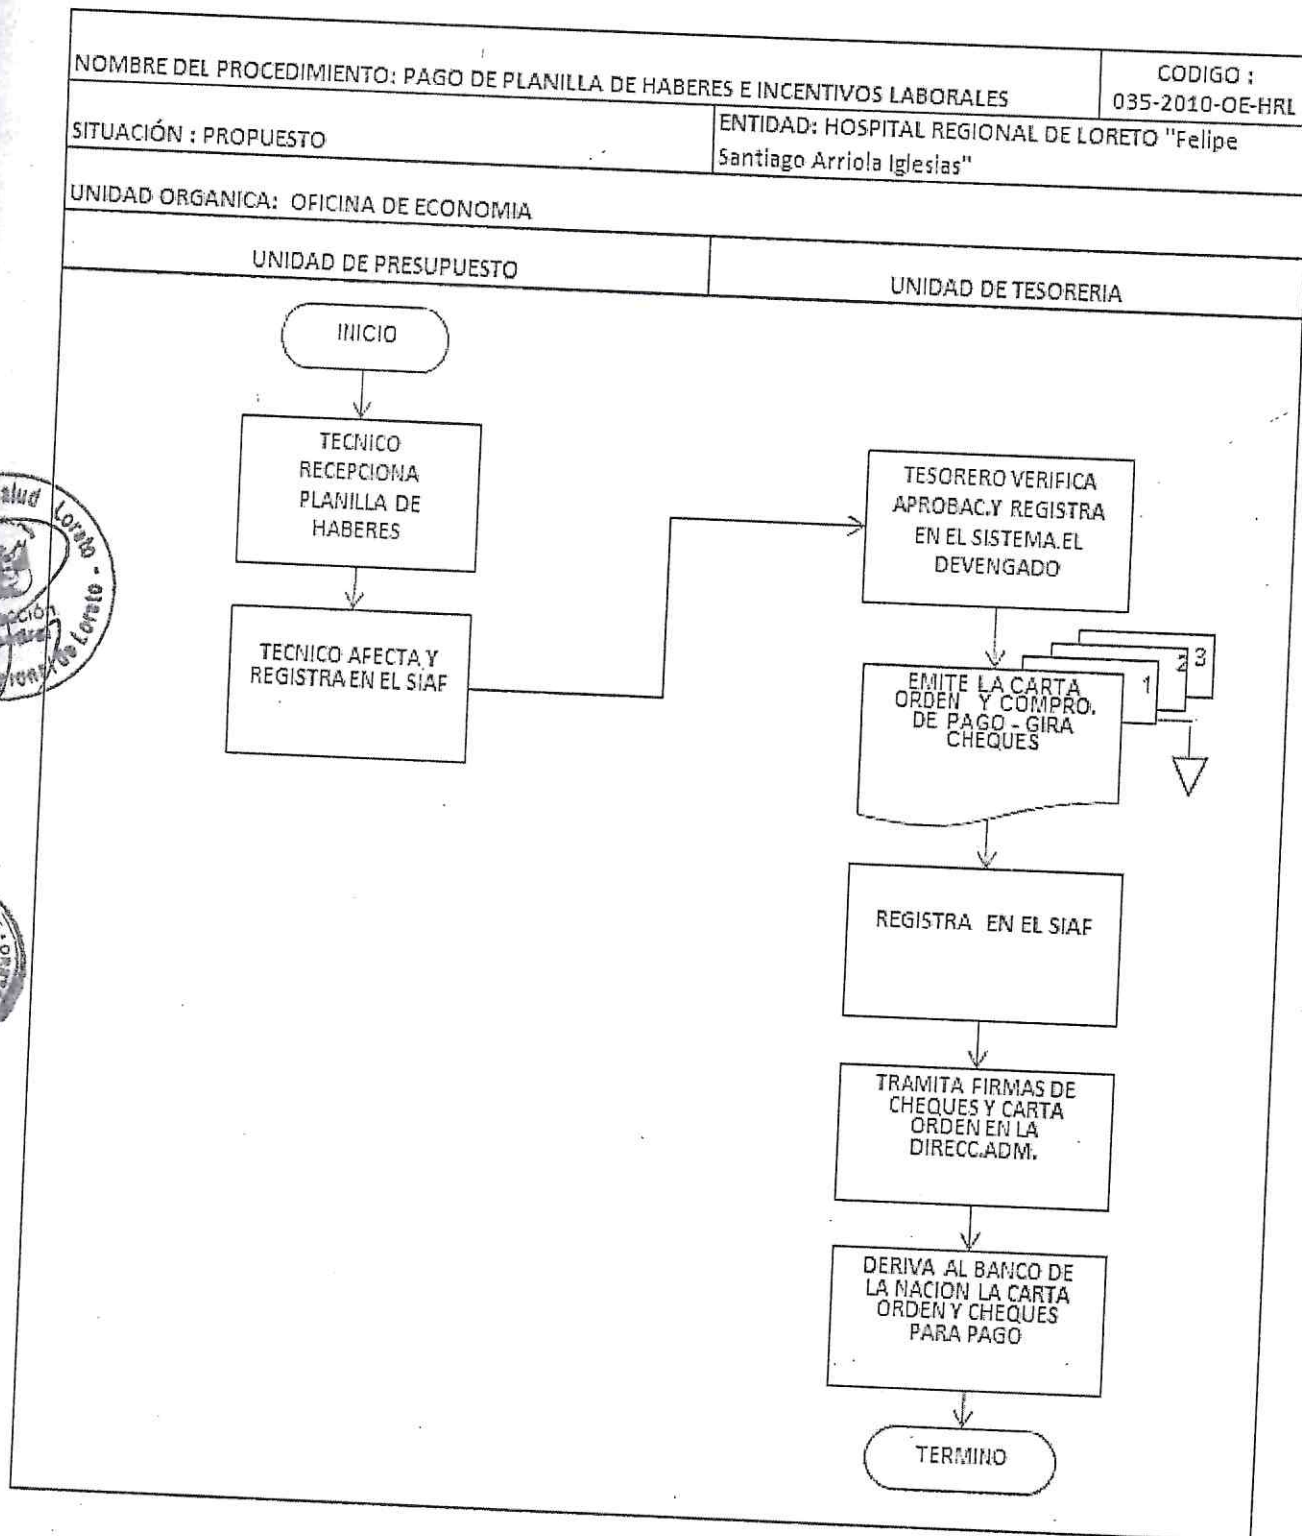 NOMBRE DEL PROCEDIMIENTO: PAGO DE PLANILLA DE HABERES E INCENTIVOS LABORALES
CODIGO :
035-2010-OE-HRL
SITUACIÓN : PROPUESTO
ENTIDAD: HOSPITAL REGIONAL DE LORETO "Felipe
Santiago Arriola Iglesias"
UNIDAD ORGANICA: OFICINA DE ECONOMIA
UNIDAD DE PRESUPUESTO
UNIDAD DE TESORERIA
INICIO
TECNICO
RECEPCIONA
PLANILLA DE
HABERES
TECNICO AFECTA Y
REGISTRA EN EL SIAF
TESORERO VERIFICA
APROBAC.Y REGISTRA
EN EL SISTEMA.EL
DEVENGADO
EMITE LA CARTA
ORDEN Y COMPRO.
DE PAGO - GIRA
CHEQUES
1
2
3
REGISTRA EN EL SIAF
TRAMITA FIRMAS DE
CHEQUES Y CARTA
ORDEN EN LA
DIRECC.ADM.
DERIVA AL BANCO DE
LA NACION LA CARTA
ORDEN Y CHEQUES
PARA PAGO
TERMINO
alud Loreto -
de Loreto